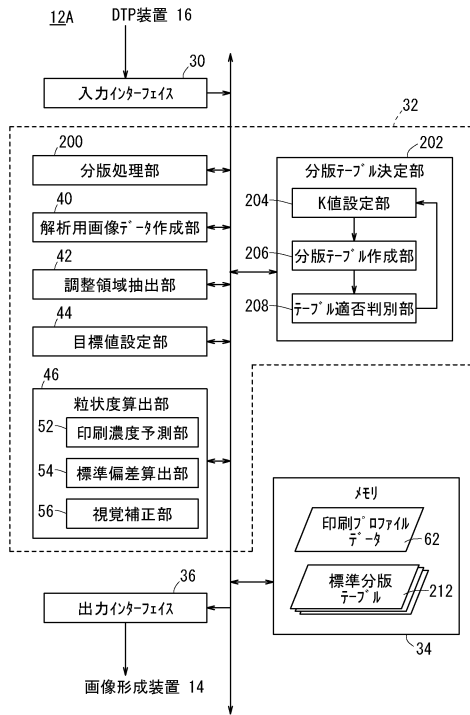 12A
DTP装置 16
30
入力インターフェイス
32
200
分版処理部
202
分版テーブル決定部
204
K値設定部
206
分版テーブル作成部
208
テーブル適否判別部
40
解析用画像データ作成部
42
調整領域抽出部
44
目標値設定部
46
粒状度算出部
52
印刷濃度予測部
54
標準偏差算出部
56
視覚補正部
メモリ
印刷プロファイル
データ
62
標準分版
テーブル
212
34
36
出力インターフェイス
画像形成装置 14